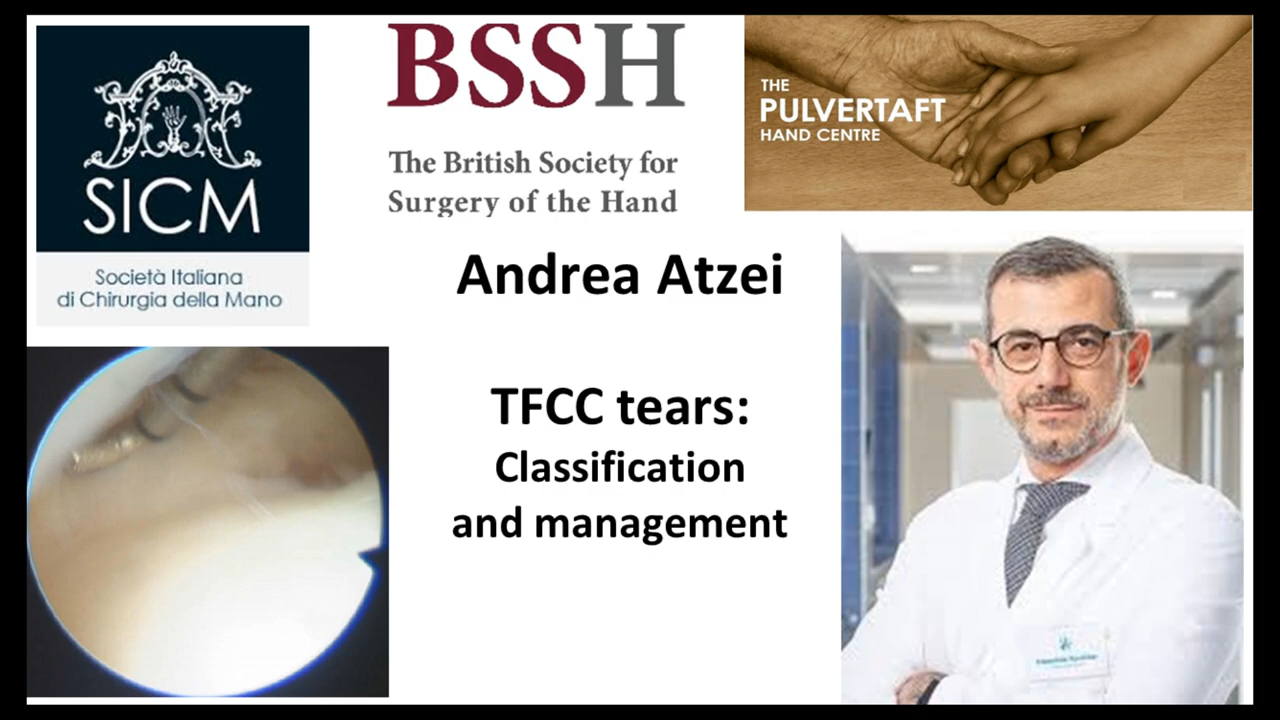 SICM
Società Italiana
di Chirurgia della Mano
BSSH
The British Society for
Surgery of the Hand
THE
PULVERTAFT
HAND CENTRE
Andrea Atzei
TFCC tears:
Classification
and management